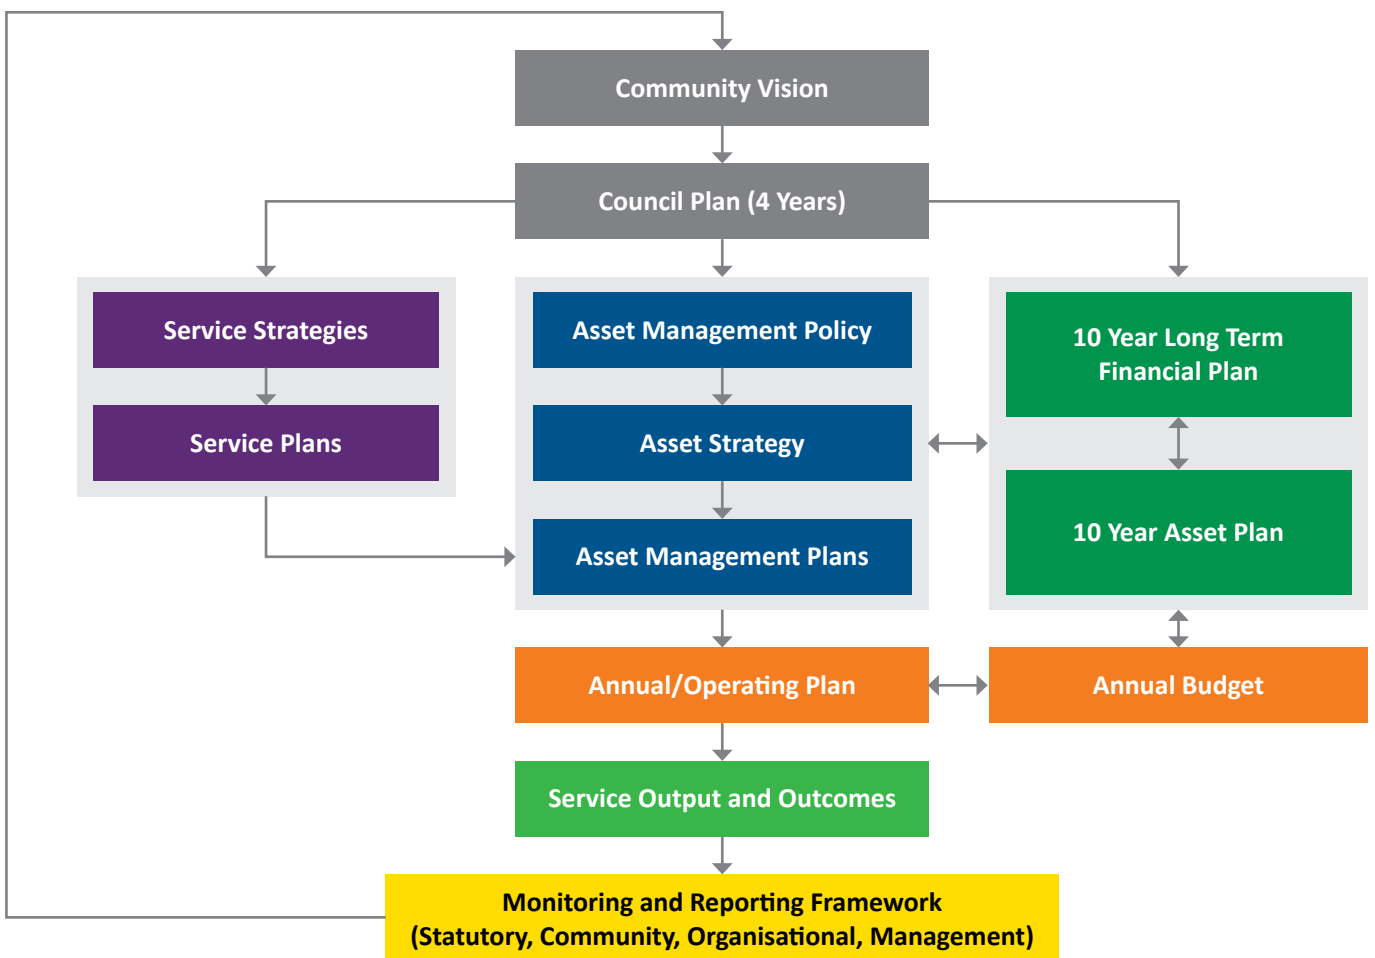 Community Vision
Council Plan (4 Years)
Service Strategies
Service Plans
Asset Management Policy
Asset Strategy
Asset Management Plans
10 Year Long Term
Financial Plan
10 Year Asset Plan
Annual/Operating Plan
Annual Budget
Service Output and Outcomes
Monitoring and Reporting Framework
(Statutory, Community, Organisational, Management)